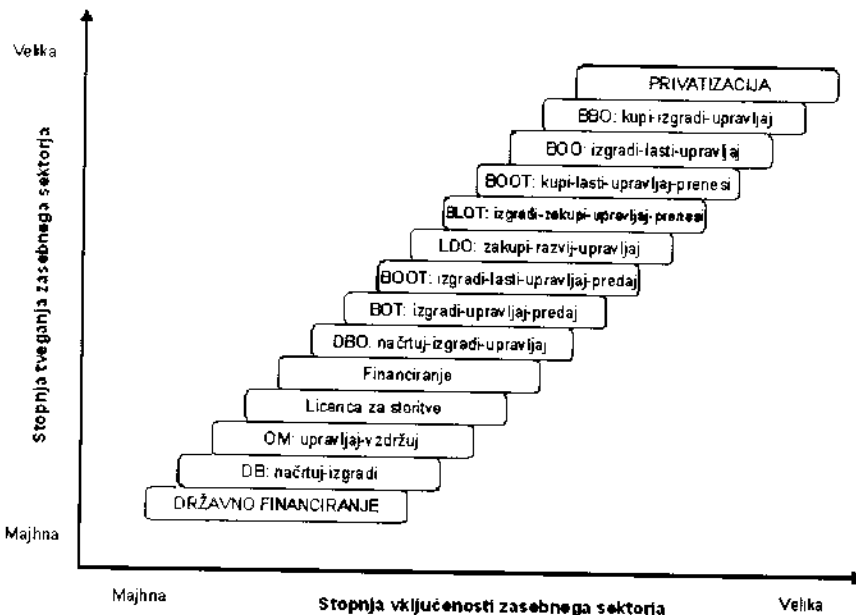 Velika
PRIVATIZACIJA
BBO: kupi-izgradi-upravljaj
BOO: izgradi-lasti-upravljaj
BOOT: kupi-lasti-upravljaj-prenesi
BLOT: izgradi-zakupi-upravljaj-prenesi
LDO: zakupi-razvij-upravljaj
BOOT: izgradi-lasti-upravljaj-predaj
BOT: izgradi-upravljaj-predaj
DBO: načrtuj-izgradi-upravljaj
Financiranje
Licenca za storitve
OM: upravljaj-vzdržuj
DB: načrtuj-izgradi
DRŽAVNO FINANCIRANJE
Majhna
Stopnja tveganja zasebnega sektorja
Majhna
Stopnja vključenosti zasebnega sektorja
Velika